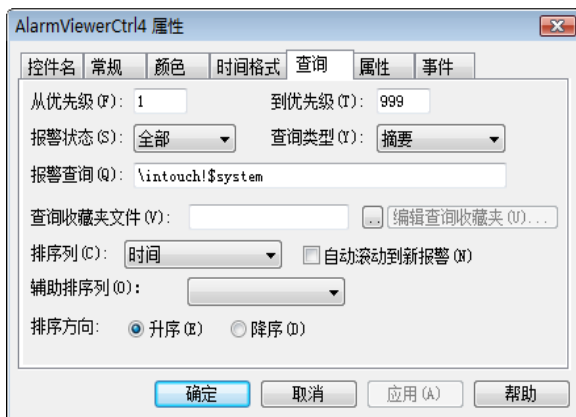 AlarmViewerCtrl4 属性
控件名 常规 颜色 时间格式 查询 属性 事件
从优先级(F): 1 到优先级(T): 999
报警状态(S): 全部 查询类型(Y): 摘要
报警查询(Q): \intouch!$system
查询收藏夹文件(V): .. 编辑查询收藏夹(U)...
排序列(C): 时间 自动滚动到新报警(N)
辅助排序列(O):
排序方向: 升序(E) 降序(D)
确定 取消 应用(A) 帮助